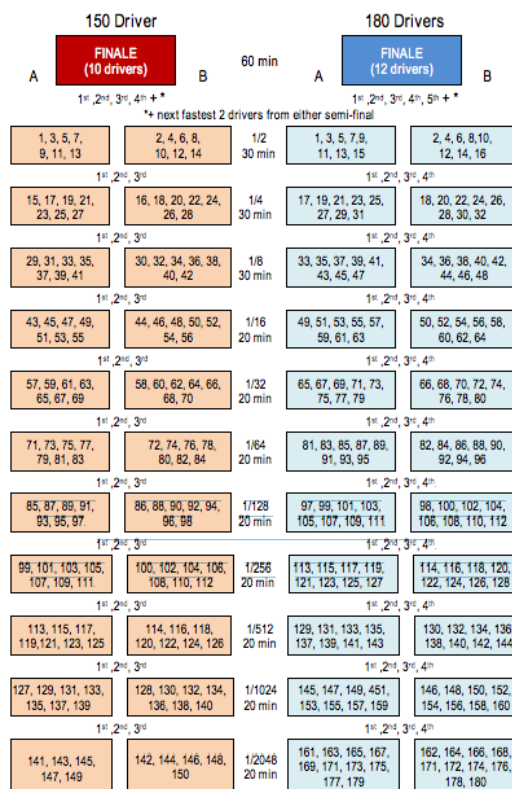 150 Driver
180 Drivers
FINALE
(10 drivers)
A
B
60 min
FINALE
(12 drivers)
A
B
1st ,2nd, 3rd, 4th + *
1st, 2nd, 3rd, 4th, 5th + *
*+ next fastest 2 drivers from either semi-final
1, 3, 5, 7,
9, 11, 13
2, 4, 6, 8,
10, 12, 14
1/2
30 min
1, 3, 5, 7,9,
11, 13, 15
2, 4, 6, 8,10,
12, 14, 16
1st ,2nd, 3rd
1st ,2nd, 3rd, 4th
15, 17, 19, 21,
23, 25, 27
16, 18, 20, 22, 24,
26, 28
1/4
30 min
17, 19, 21, 23, 25,
27, 29, 31
18, 20, 22, 24, 26,
28, 30, 32
1st ,2nd, 3rd
1st ,2nd, 3rd, 4th
29, 31, 33, 35,
37, 39, 41
30, 32, 34, 36, 38,
40, 42
1/8
30 min
33, 35, 37, 39, 41,
43, 45, 47
34, 36, 38, 40, 42,
44, 46, 48
1st ,2nd, 3rd
1st ,2nd, 3rd, 4th
43, 45, 47, 49,
51, 53, 55
44, 46, 48, 50, 52,
54, 56
1/16
20 min
49, 51, 53, 55, 57,
59, 61, 63
50, 52, 54, 56, 58,
60, 62, 64
1st ,2nd, 3rd
1st ,2nd, 3rd, 4th
57, 59, 61, 63,
65, 67, 69
58, 60, 62, 64, 66,
68, 70
1/32
20 min
65, 67, 69, 71, 73,
75, 77, 79
66, 68, 70, 72, 74,
76, 78, 80
1st ,2nd, 3rd
1st ,2nd, 3rd, 4th
71, 73, 75, 77,
79, 81, 83
72, 74, 76, 78,
80, 82, 84
1/64
20 min
81, 83, 85, 87, 89,
91, 93, 95
82, 84, 86, 88, 90,
92, 94, 96
1st ,2nd, 3rd
1st ,2nd, 3rd, 4th
85, 87, 89, 91,
93, 95, 97
86, 88, 90, 92, 94,
96, 98
1/128
20 min
97, 99, 101, 103,
105, 107, 109, 111
98, 100, 102, 104,
106, 108, 110, 112
1st ,2nd, 3rd
1st ,2nd, 3rd, 4th
99, 101, 103, 105,
107, 109, 111
100, 102, 104, 106,
108, 110, 112
1/256
20 min
113, 115, 117, 119,
121, 123, 125, 127
114, 116, 118, 120,
122, 124, 126, 128
1st ,2nd, 3rd
1st ,2nd, 3rd, 4th
113, 115, 117,
119,121, 123, 125
114, 116, 118,
120, 122, 124, 126
1/512
20 min
129, 131, 133, 135,
137, 139, 141, 143
130, 132, 134, 136
138, 140, 142, 144
1st ,2nd, 3rd
1st ,2nd, 3rd, 4th
127, 129, 131, 133,
135, 137, 139
128, 130, 132, 134,
136, 138, 140
1/1024
20 min
145, 147, 149, 451,
153, 155, 157, 159
146, 148, 150, 152,
154, 156, 158, 160
1st ,2nd, 3rd
1st ,2nd, 3rd, 4th
141, 143, 145,
147, 149
142, 144, 146, 148,
150
1/2048
20 min
161, 163, 165, 167,
169, 171, 173, 175,
177, 179
162, 164, 166, 168,
171, 172, 174, 176,
178, 180